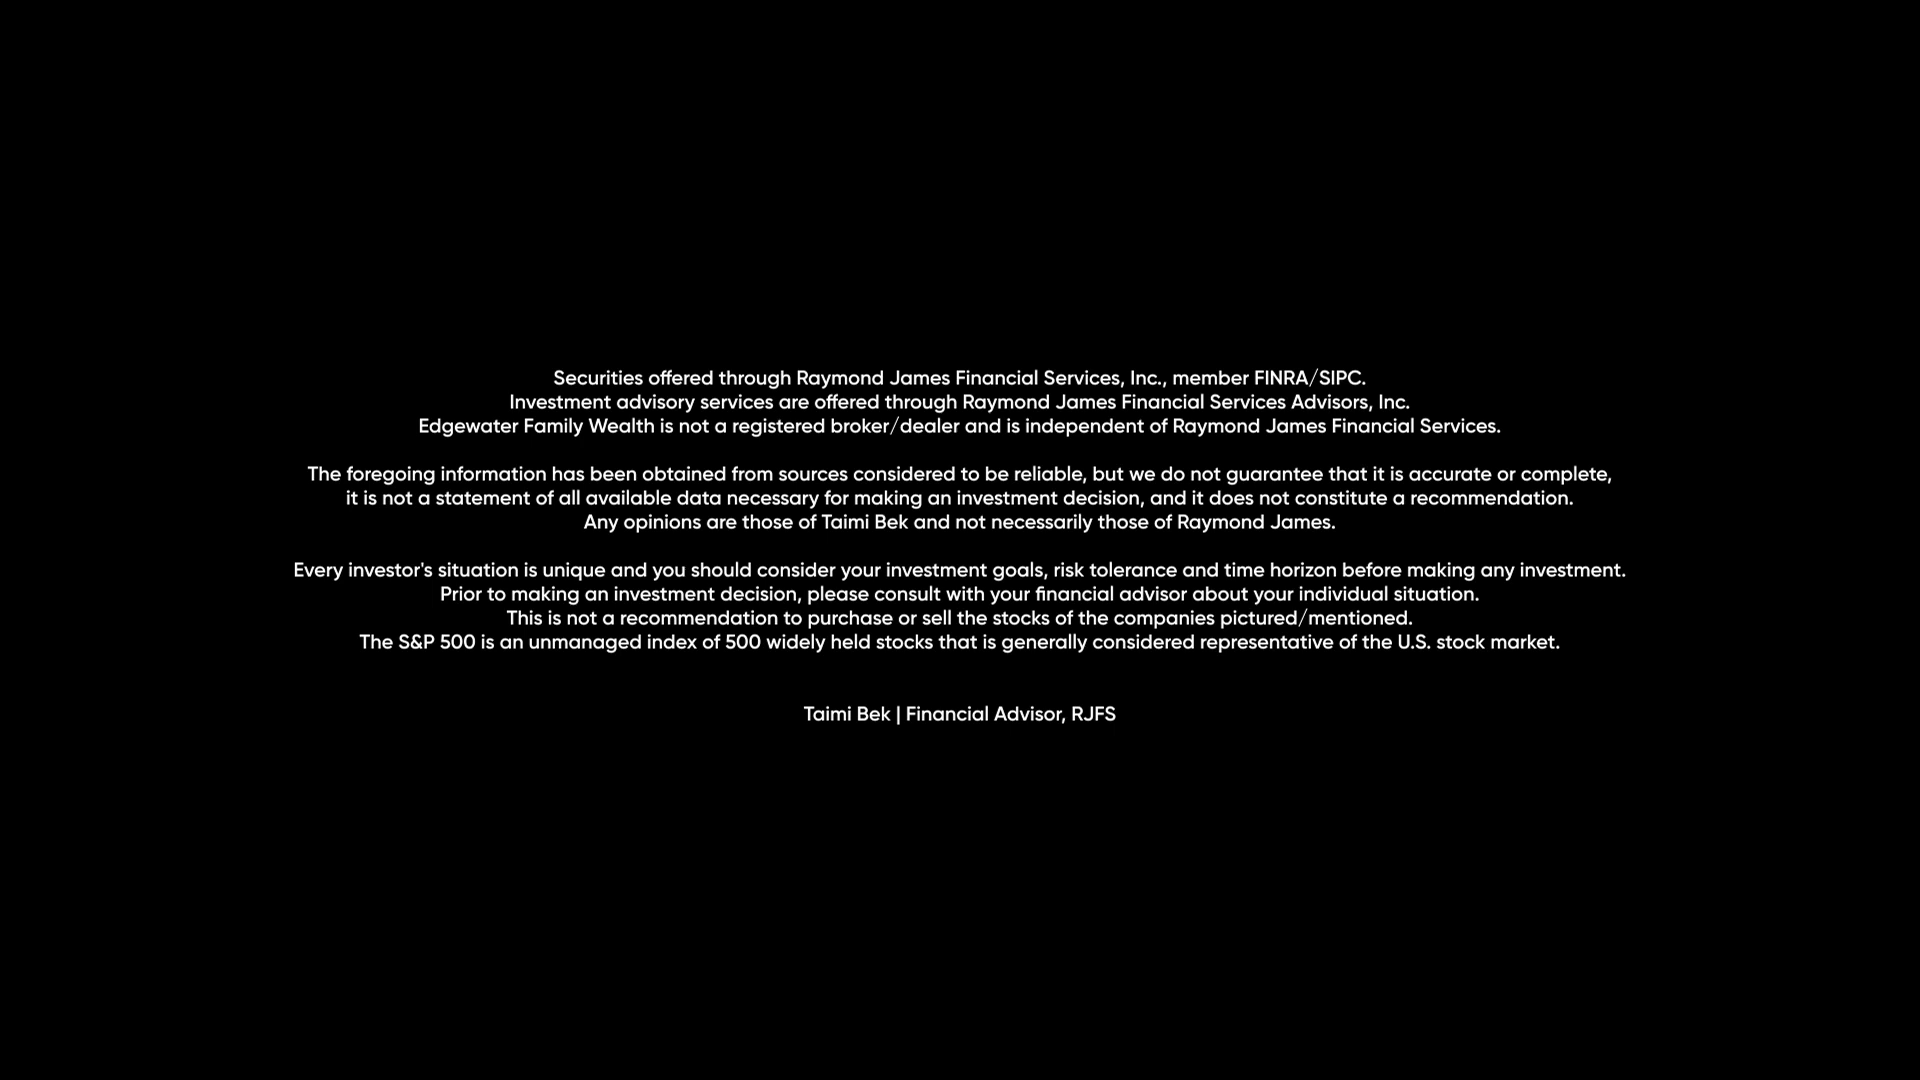 Securities offered through Raymond James Financial Services, Inc., member FINRA/SIPC.
Investment advisory services are offered through Raymond James Financial Services Advisors, Inc.
Edgewater Family Wealth is not a registered broker/dealer and is independent of Raymond James Financial Services.
The foregoing information has been obtained from sources considered to be reliable, but we do not guarantee that it is accurate or complete,
it is not a statement of all available data necessary for making an investment decision, and it does not constitute a recommendation.
Any opinions are those of Taimi Bek and not necessarily those of Raymond James.
Every investor's situation is unique and you should consider your investment goals, risk tolerance and time horizon before making any investment.
Prior to making an investment decision, please consult with your financial advisor about your individual situation.
This is not a recommendation to purchase or sell the stocks of the companies pictured/mentioned.
The S&P 500 is an unmanaged index of 500 widely held stocks that is generally considered representative of the U.S. stock market.
Taimi Bek | Financial Advisor, RJFS